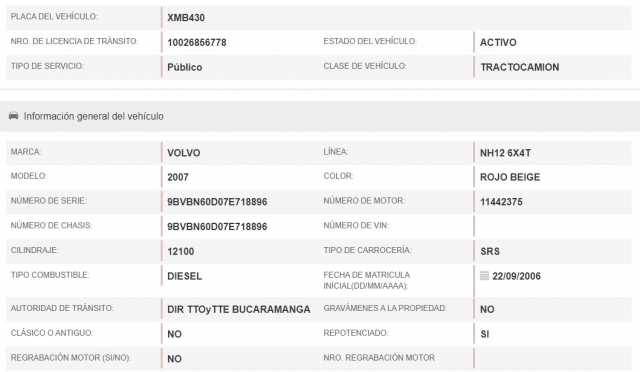 PLACA DEL VEHÍCULO: XMB430
NRO. DE LICENCIA DE TRÁNSITO: 10026856778 ESTADO DEL VEHÍCULO: ACTIVO
TIPO DE SERVICIO: Público CLASE DE VEHÍCULO: TRACTOCAMION
Información general del vehículo
MARCA: VOLVO LÍNEA: NH12 6X4T
MODELO: 2007 COLOR: ROJO BEIGE
NÚMERO DE SERIE: 9BVBN60D07E718896 NÚMERO DE MOTOR: 11442375
NÚMERO DE CHASIS: 9BVBN60D07E718896 NÚMERO DE VIN:
CILINDRAJE: 12100 TIPO DE CARROCERÍA: SRS
TIPO COMBUSTIBLE: DIESEL FECHA DE MATRICULA
INICIAL(DD/MM/AAAA): 22/09/2006
AUTORIDAD DE TRÁNSITO: DIR TTOyTTE BUCARAMANGA GRAVÁMENES A LA PROPIEDAD: NO
CLÁSICO O ANTIGUO: NO REPOTENCIADO: SI
REGRABACIÓN MOTOR (SI/NO): NO NRO. REGRABACIÓN MOTOR